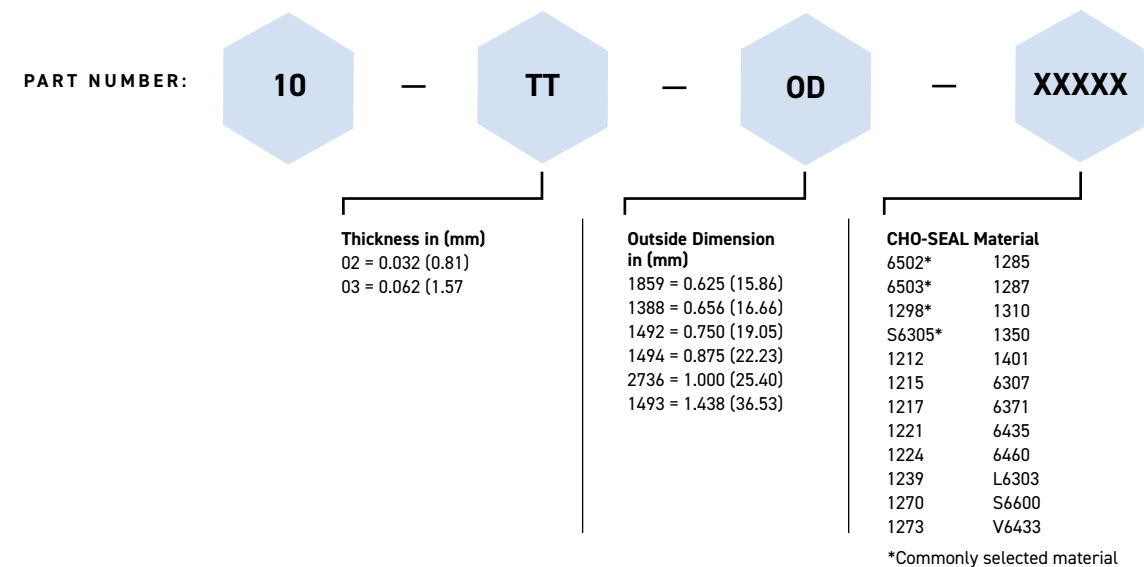 PART NUMBER: 10 — TT — OD — XXXXX
Thickness in (mm)
02 = 0.032 (0.81)
03 = 0.062 (1.57
Outside Dimension
in (mm)
1859 = 0.625 (15.86)
1388 = 0.656 (16.66)
1492 = 0.750 (19.05)
1494 = 0.875 (22.23)
2736 = 1.000 (25.40)
1493 = 1.438 (36.53)
CHO-SEAL Material
6502* 1285
6503* 1287
1298* 1310
S6305* 1350
1212 1401
1215 6307
1217 6371
1221 6435
1224 6460
1239 L6303
1270 S6600
1273 V6433
*Commonly selected material